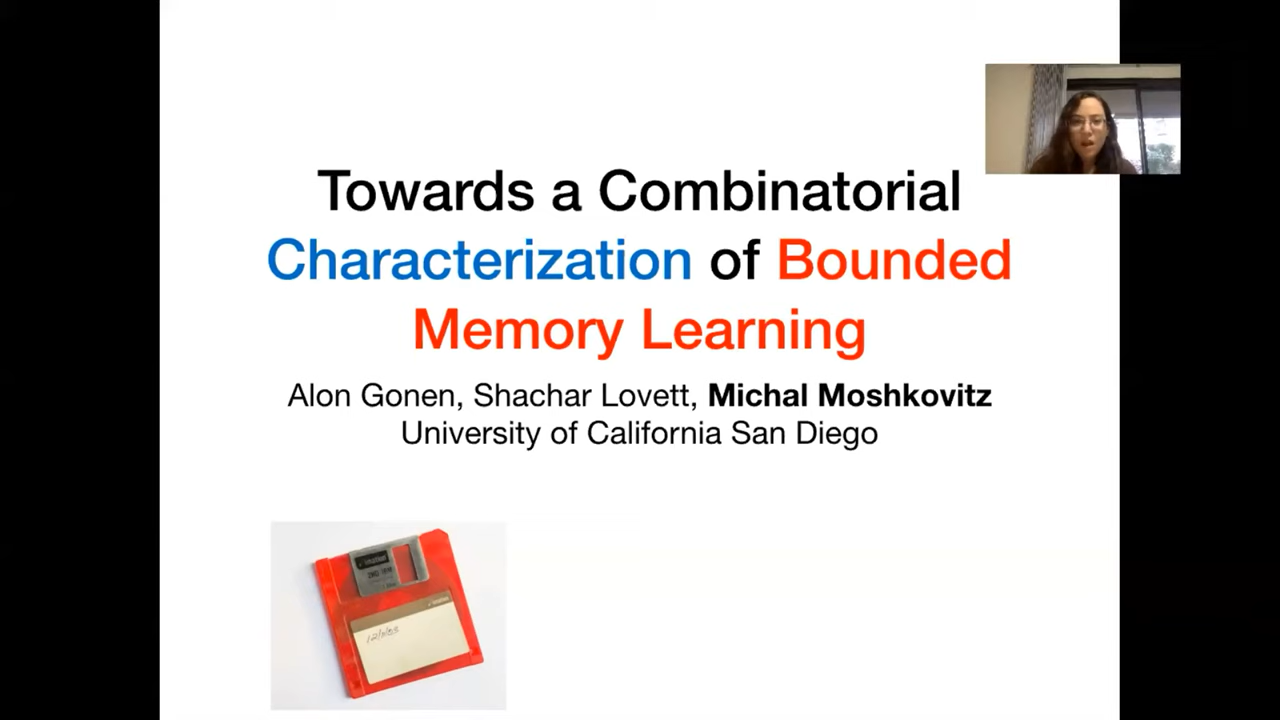 Towards a Combinatorial
Characterization of Bounded
Memory Learning
Alon Gonen, Shachar Lovett, Michal Moshkovitz
University of California San Diego